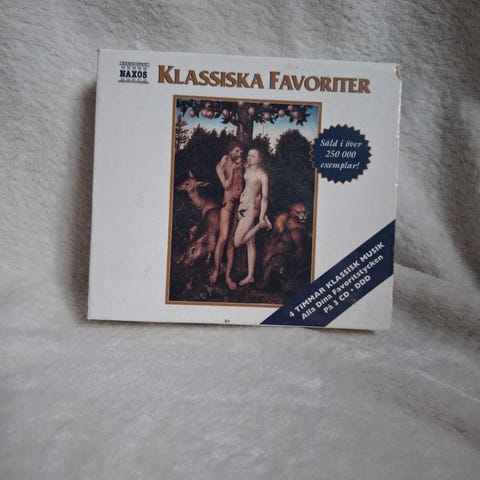 NAXOS
KLASSISKA FAVORITER
Såld i över
250 000
exemplar!
4 TIMMAR KLASSISK MUSIK
Alla Dina Favoritstycken
På 3 CD • DDD